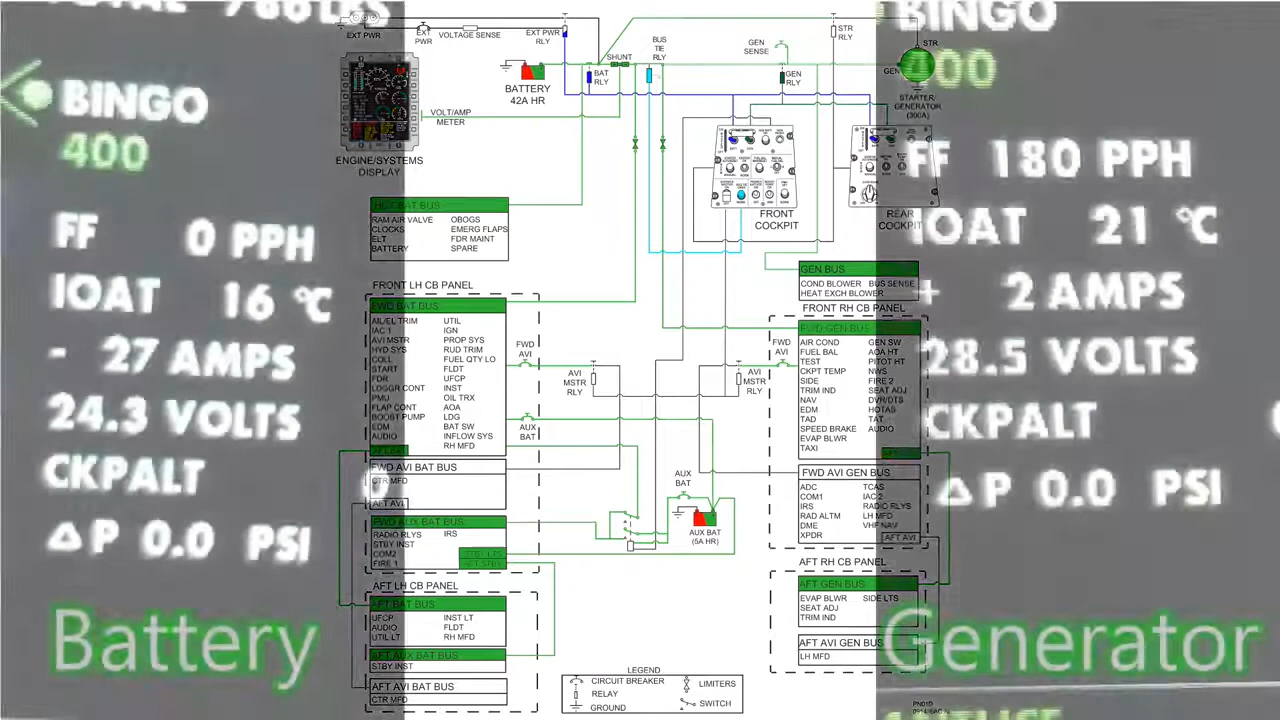 TOTAL 786LBS
BINGO
400
FF 0 PPH
IOAT 16 °C
- 27 AMPS
24.3 VOLTS
CKPALT
ΔP 0.0 PSI
Battery
EXT PWR
EXT
PWR
VOLTAGE SENSE
EXT PWR
RLY
BATTERY
42A HR
BAT
RLY
SHUNT
BUS
TIE
RLY
GEN
SENSE
GEN
RLY
STR
RLY
STR
GEN
STARTER/
GENERATOR
(300A)
VOLT/AMP
METER
ENGINE/SYSTEMS
DISPLAY
FRONT
COCKPIT
REAR
COCKPIT
HOT BAT BUS
RAM AIR VALVE OBOGS
CLOCKS EMERG FLAPS
ELT FDR MAINT
BATTERY SPARE
FRONT LH CB PANEL
FWD BAT BUS
AIL/EL TRIM UTIL
IAC 1 IGN
AVI MSTR PROP SYS
HYD SYS RUD TRIM
COLL FUEL QTY LO
START FLDT
FDR UFCP
LDGGR CONT INST
PMU OIL TRX
FLAP CONT AOA
BOOST PUMP LDG
EDM BAT SW
AUDIO INFLOW SYS
RH MFD
AFT BAT
FWD AVI BAT BUS
CTR MFD
AFT AVI
FWD AUX BAT BUS
RADIO RLYS IRS
STBY INST
COM2 STBY LTS
FIRE 1 AFT STBY
AFT LH CB PANEL
AFT BAT BUS
UFCP INST LT
AUDIO FLDT
UTIL LT RH MFD
AFT AUX BAT BUS
STBY INST
AFT AVI BAT BUS
CTR MFD
FWD
AVI
AVI
MSTR
RLY
AUX
BAT
AUX
BAT
AUX BAT
(5A HR)
AVI
MSTR
RLY
FWD
AVI
GEN BUS
COND BLOWER BUS SENSE
HEAT EXCH BLOWER
FRONT RH CB PANEL
FWD GEN BUS
AIR COND GEN SW
FUEL BAL AOA HT
TEST PITOT HT
CKPT TEMP NWS
SIDE FIRE 2
TRIM IND SEAT ADJ
NAV DVR/DTS
EDM HOTAS
TAD TAT
SPEED BRAKE AUDIO
EVAP BLWR
TAXI
FWD AVI GEN BUS
ADC TCAS
COM1 IAC 2
IRS RADIO RLYS
RAD ALTM LH MFD
DME VHF NAV
XPDR AFT AVI
AFT RH CB PANEL
AFT GEN BUS
EVAP BLWR SIDE LTS
SEAT ADJ
TRIM IND
AFT AVI GEN BUS
LH MFD
LEGEND
CIRCUIT BREAKER
RELAY
GROUND
LIMITERS
SWITCH
BINGO
400
FF 180 PPH
IOAT 21 °C
+ 2 AMPS
28.5 VOLTS
CKPALT
ΔP 0.0 PSI
Generator